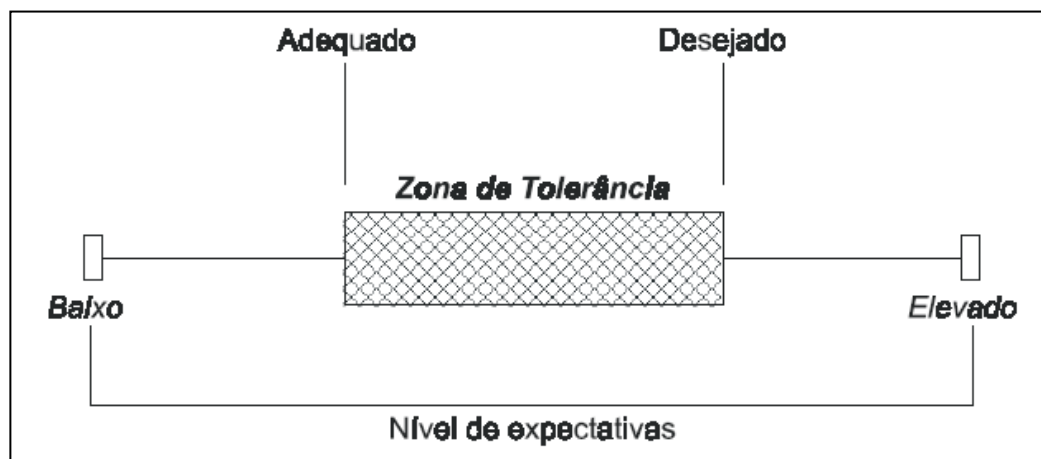 Adequado Desejado
Zona de Tolerância
Baixo Elevado
Nível de expectativas